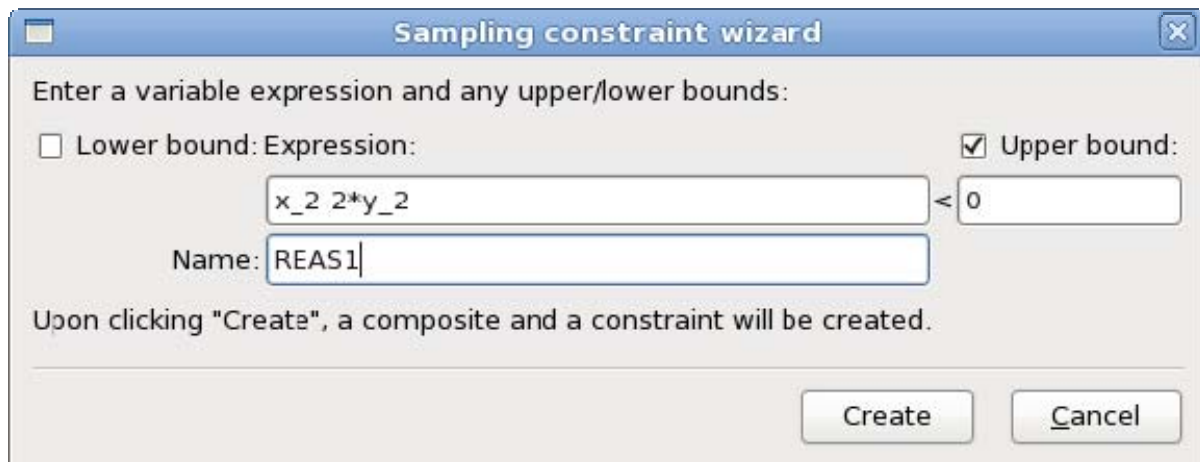 Sampling constraint wizard
Enter a variable expression and any upper/lower bounds:
Lower bound: Expression: Upper bound:
x_2 2*y_2 < 0
Name: REAS1
Upon clicking "Create", a composite and a constraint will be created.
Create Cancel